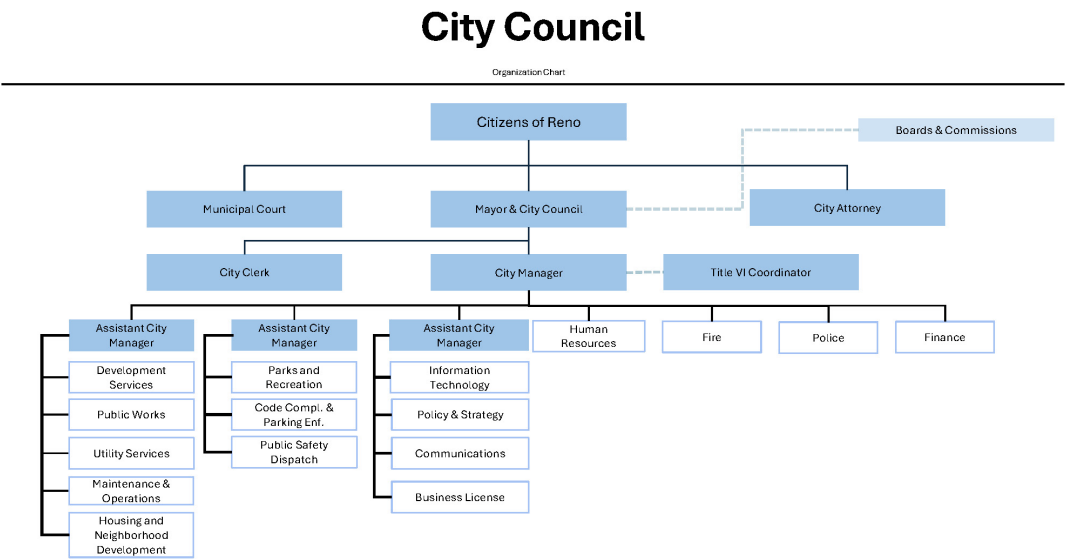 City Council
Organization Chart
Citizens of Reno
Boards & Commissions
Municipal Court
Mayor & City Council
City Attorney
City Clerk
City Manager
Title VI Coordinator
Assistant City
Manager
Assistant City
Manager
Assistant City
Manager
Human
Resources
Fire
Police
Finance
Development
Services
Public Works
Utility Services
Maintenance &
Operations
Housing and
Neighborhood
Development
Parks and
Recreation
Code Compl. &
Parking Enf.
Public Safety
Dispatch
Information
Technology
Policy & Strategy
Communications
Business License